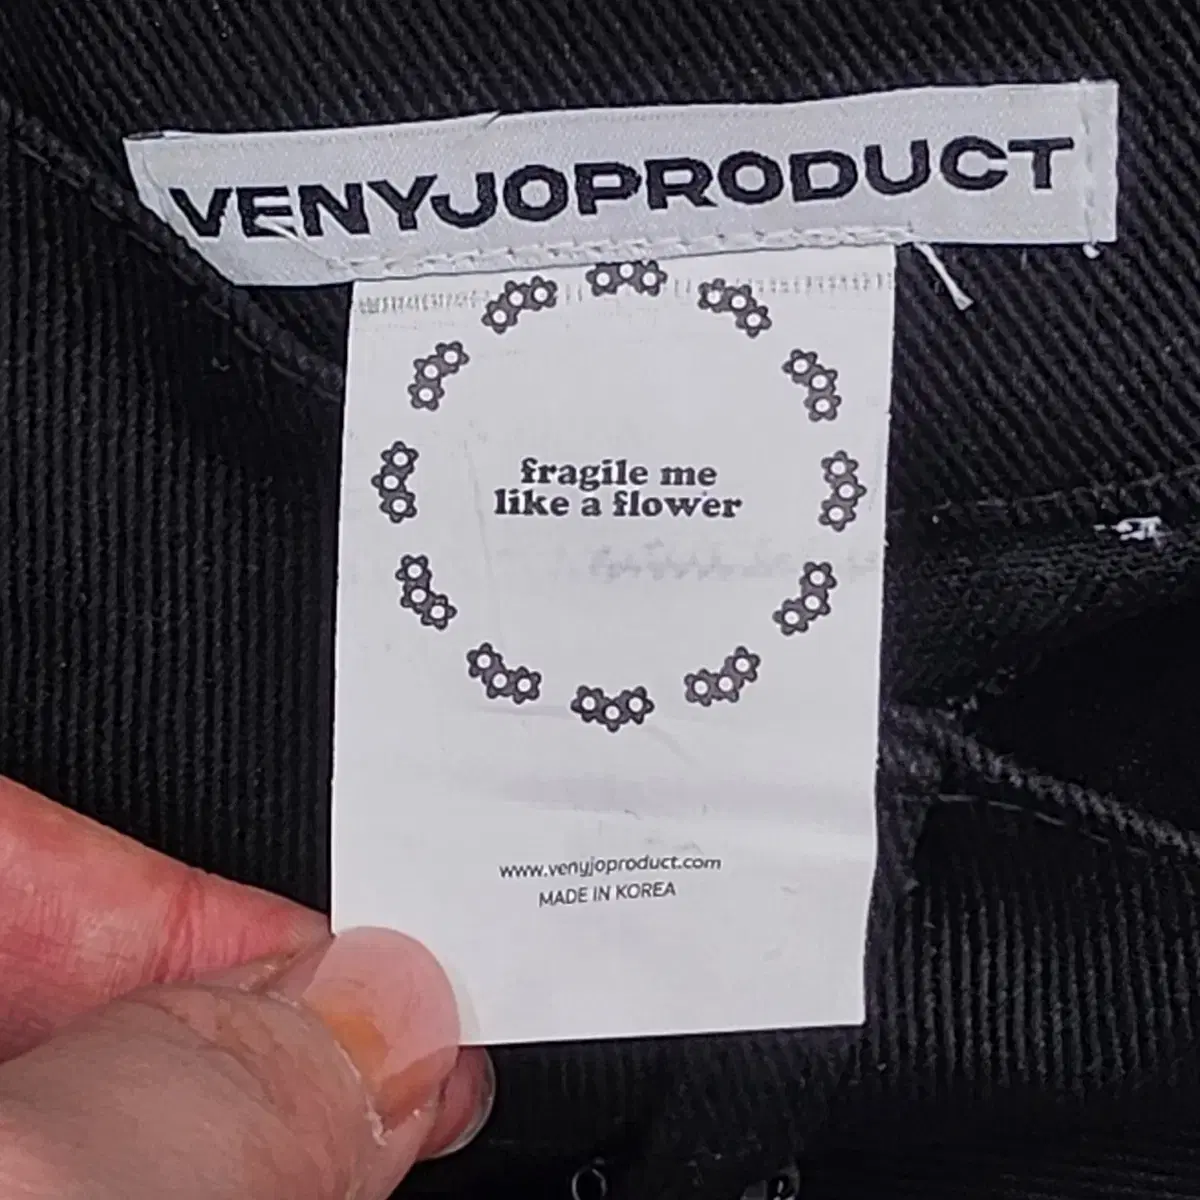 VENYJOPRODUCT
fragile me
like a flower
www.venyjoproduct.com
MADE IN KOREA